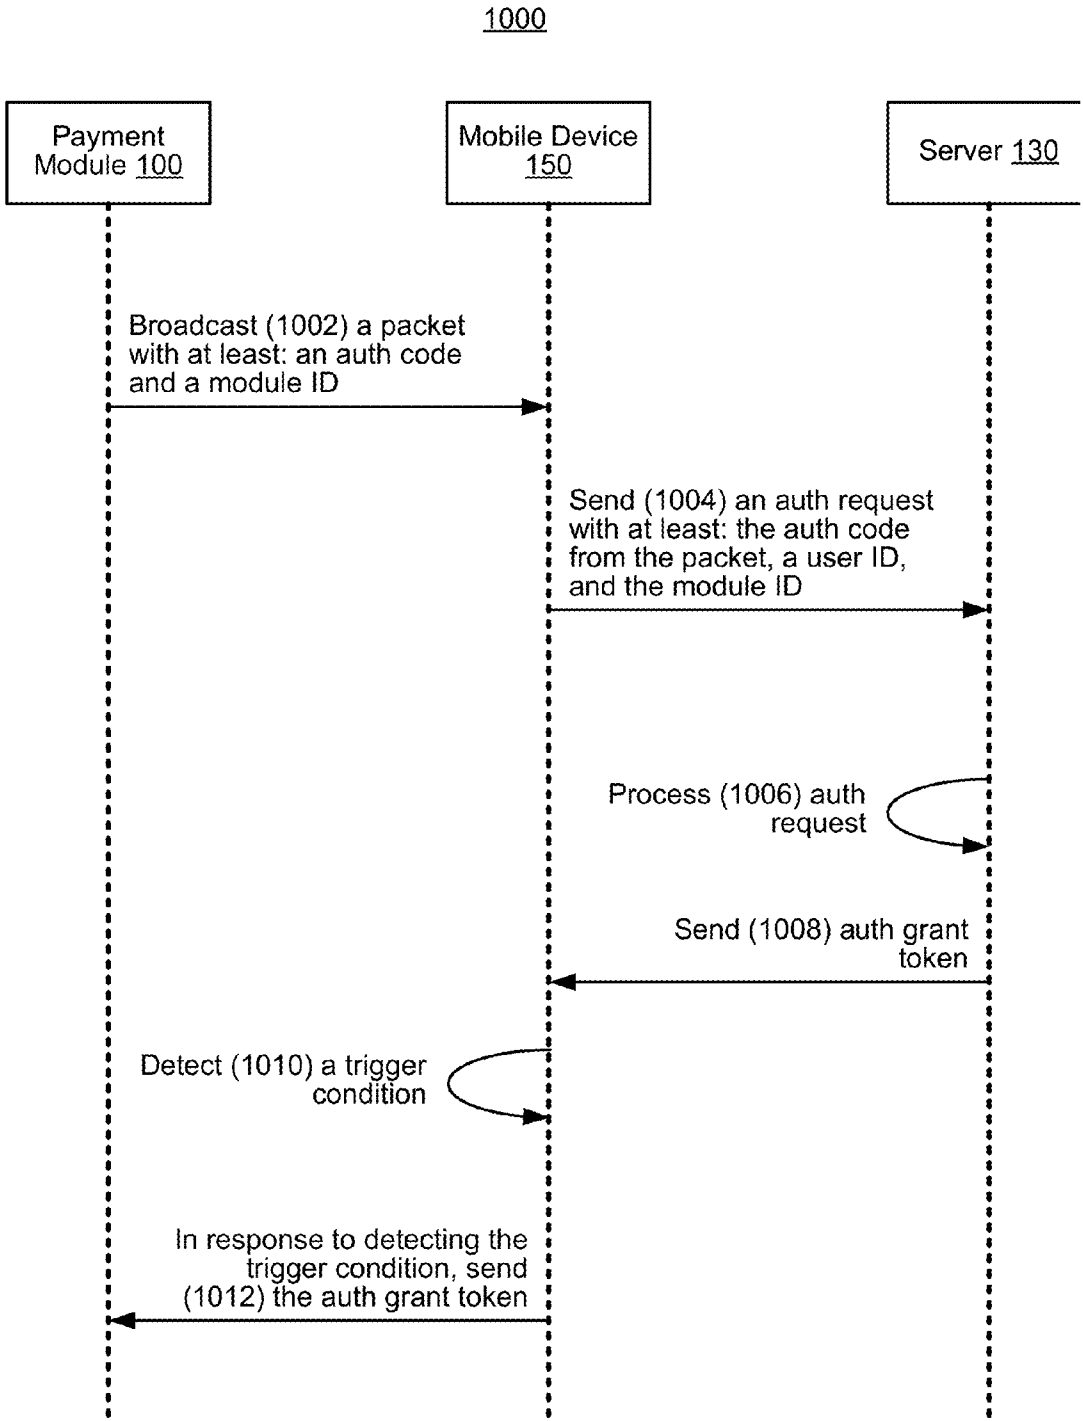 1000
Payment
Module 100
Mobile Device
150
Server 130
Broadcast (1002) a packet
with at least: an auth code
and a module ID
Send (1004) an auth request
with at least: the auth code
from the packet, a user ID,
and the module ID
Process (1006) auth
request
Send (1008) auth grant
token
Detect (1010) a trigger
condition
In response to detecting the
trigger condition, send
(1012) the auth grant token